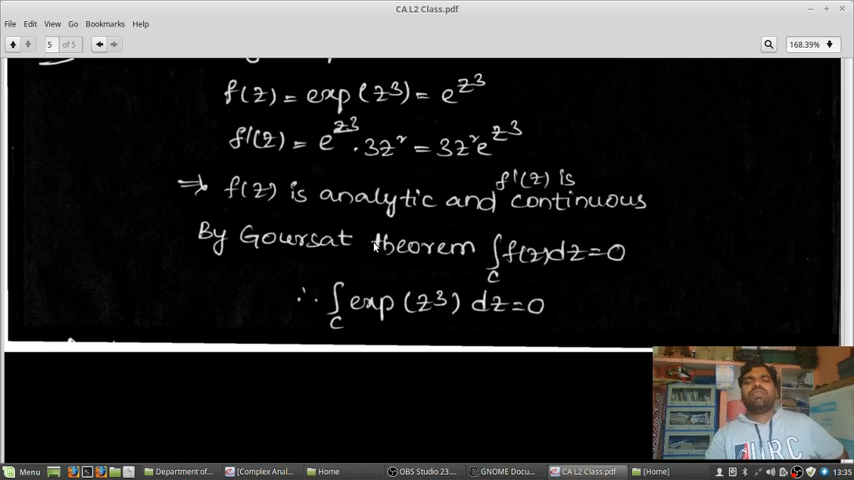 CA L2 Class.pdf
File Edit View Go Bookmarks Help
5 of 5 168.39%
f(z) = exp(z³) = e^z³
f'(z) = e^z³ · 3z² = 3z² e^z³
⇒ f(z) is analytic and f'(z) is continuous
By Goursat theorem ∫_C f(z)dz=0
∴ ∫_C exp(z³) dz=0
URC
Menu Department of... [Complex Anal... Home OBS Studio 23.... GNOME Docu... CA L2 Class.pdf [Home] 13:35